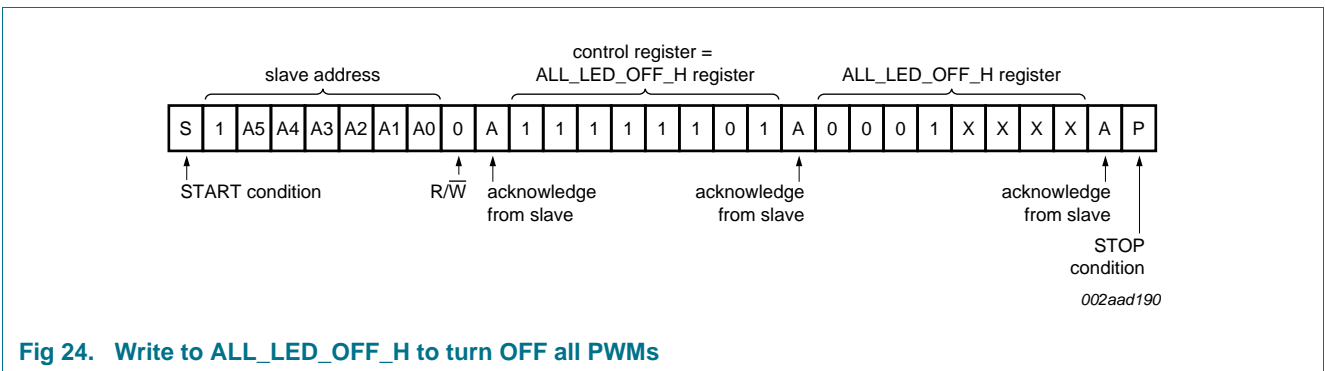 control register =
slave address ALL_LED_OFF_H register ALL_LED_OFF_H register
S 1 A5 A4 A3 A2 A1 A0 0 A 1 1 1 1 1 1 0 1 A 0 0 0 1 X X X X A P
START condition R/W̅ acknowledge acknowledge acknowledge
from slave from slave from slave
STOP
condition
002aad190
Fig 24. Write to ALL_LED_OFF_H to turn OFF all PWMs